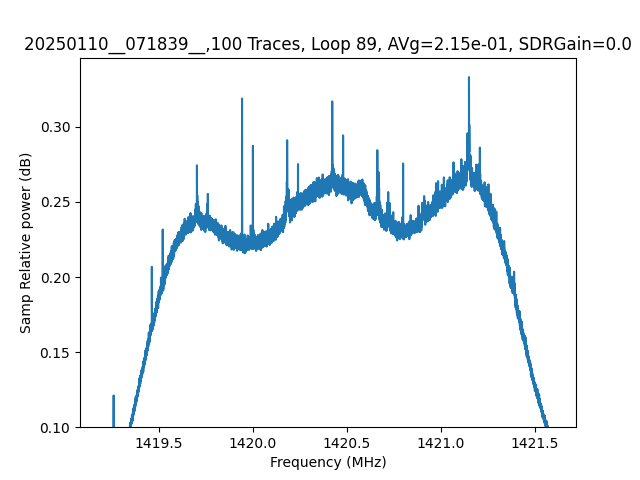 20250110__071839__,100 Traces, Loop 89, AVg=2.15e-01, SDRGain=0.0
0.30
0.25
0.20
0.15
0.10
Samp Relative power (dB)
1419.5 1420.0 1420.5 1421.0 1421.5
Frequency (MHz)